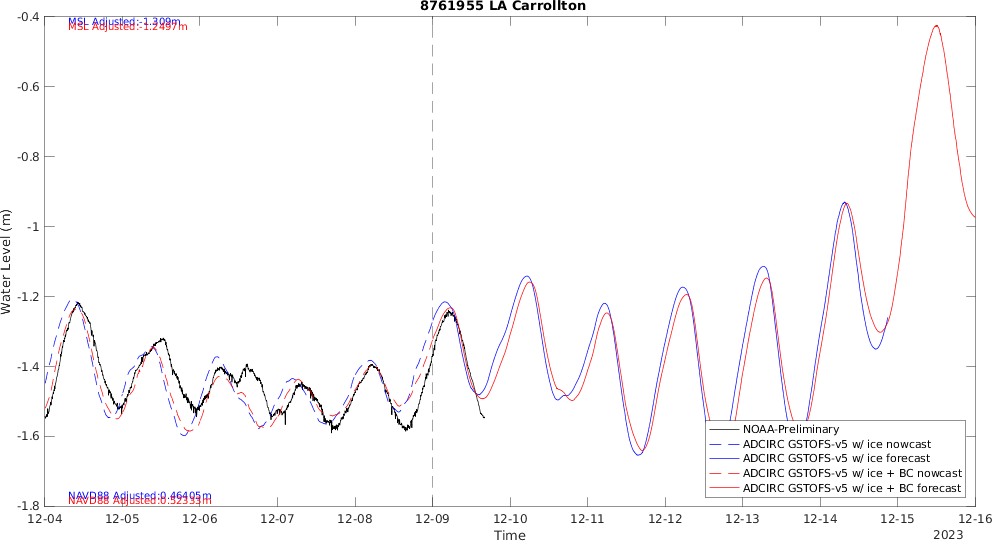 8761955 LA Carrollton
MSL Adjusted:-1.309m
MSL Adjusted:-1.2497m
-0.4
-0.6
-0.8
-1
-1.2
-1.4
-1.6
-1.8
Water Level (m)
NOAA-Preliminary
ADCIRC GSTOFS-v5 w/ ice nowcast
ADCIRC GSTOFS-v5 w/ ice forecast
ADCIRC GSTOFS-v5 w/ ice + BC nowcast
ADCIRC GSTOFS-v5 w/ ice + BC forecast
NAVD88 Adjusted:0.46405m
NAVD88 Adjusted:0.52333m
12-04 12-05 12-06 12-07 12-08 12-09 12-10 12-11 12-12 12-13 12-14 12-15 12-16
Time
2023